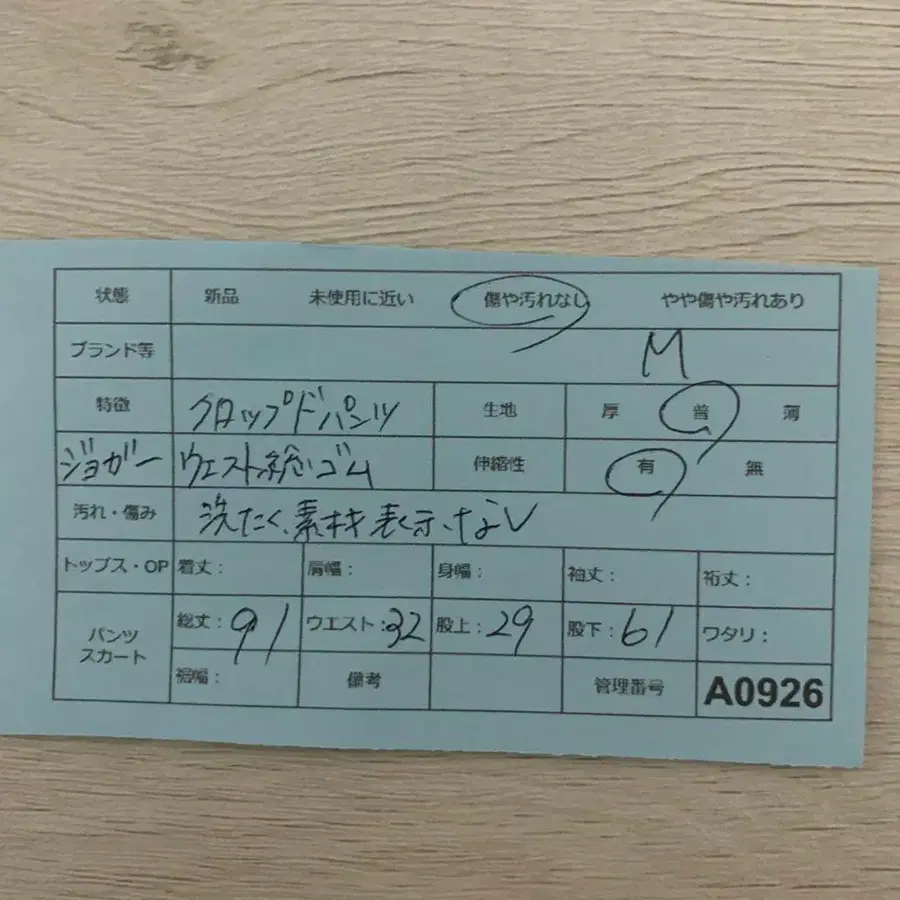 状態 新品 未使用に近い 傷や汚れなし やや傷や汚れあり
ブランド等 M
特徴 クロップドパンツ 生地 厚 普 薄
ジョガー ウエスト総ゴム 伸縮性 有 無
汚れ・傷み 洗たく、素材表示なし
トップス・OP 着丈: 肩幅: 身幅: 袖丈: 裄丈:
パンツ スカート 総丈:91 ウエスト:32 股上:29 股下:61 ワタリ:
裾幅: 備考 管理番号 A0926